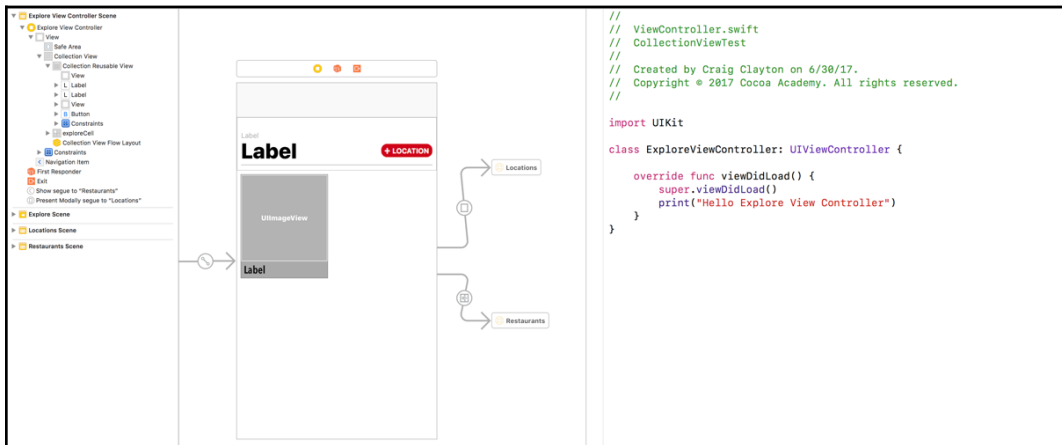 Explore View Controller Scene
Explore View Controller
View
Safe Area
Collection View
Collection Reusable View
View
L Label
L Label
View
B Button
Constraints
exploreCell
Collection View Flow Layout
Constraints
Navigation Item
First Responder
Exit
Show segue to "Restaurants"
Present Modally segue to "Locations"
Explore Scene
Locations Scene
Restaurants Scene
Label
Label
+ LOCATION
UIImageView
Label
Locations
Restaurants
//
//  ViewController.swift
//  CollectionViewTest
//
//  Created by Craig Clayton on 6/30/17.
//  Copyright © 2017 Cocoa Academy. All rights reserved.
//
import UIKit
class ExploreViewController: UIViewController {
    override func viewDidLoad() {
        super.viewDidLoad()
        print("Hello Explore View Controller")
    }
}